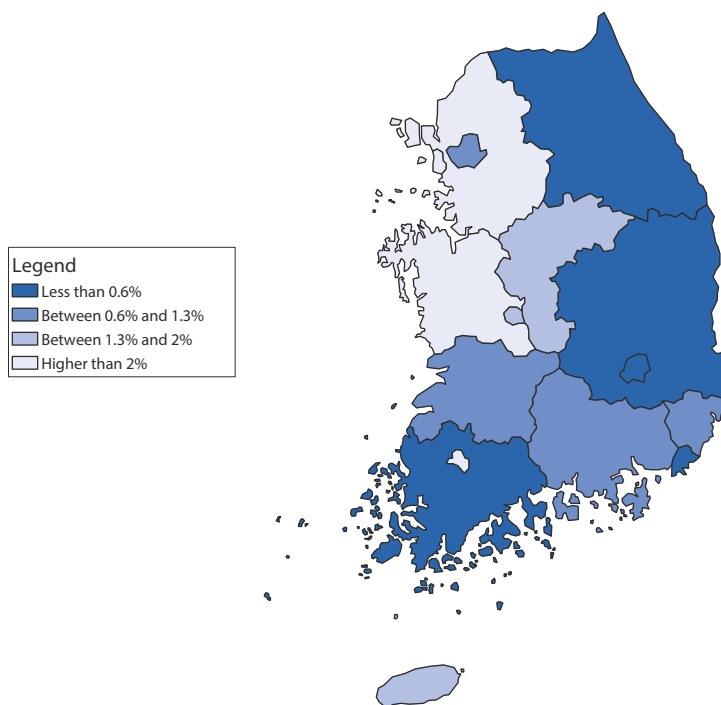 Legend
Less than 0.6%
Between 0.6% and 1.3%
Between 1.3% and 2%
Higher than 2%